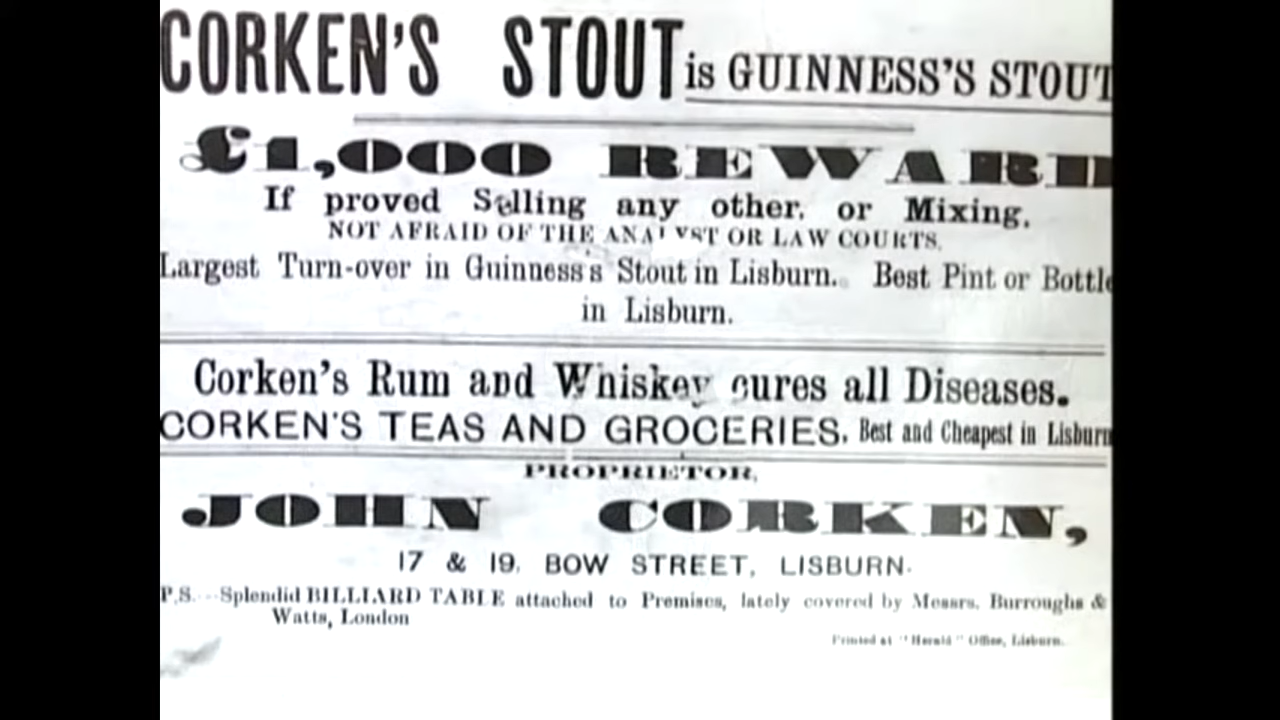 CORKEN'S STOUT is GUINNESS'S STOUT
£1,000 REWARD
If proved Selling any other, or Mixing.
NOT AFRAID OF THE ANALYST OR LAW COURTS.
Largest Turn-over in Guinness's Stout in Lisburn. Best Pint or Bottle
in Lisburn.
Corken's Rum and Whiskey cures all Diseases.
CORKEN'S TEAS AND GROCERIES. Best and Cheapest in Lisburn
PROPRIETOR,
JOHN CORKEN,
17 & 19, BOW STREET, LISBURN.
P.S.—Splendid BILLIARD TABLE attached to Premises, lately covered by Messrs. Burroughs &
Watts, London
Printed at "Herald" Office, Lisburn.